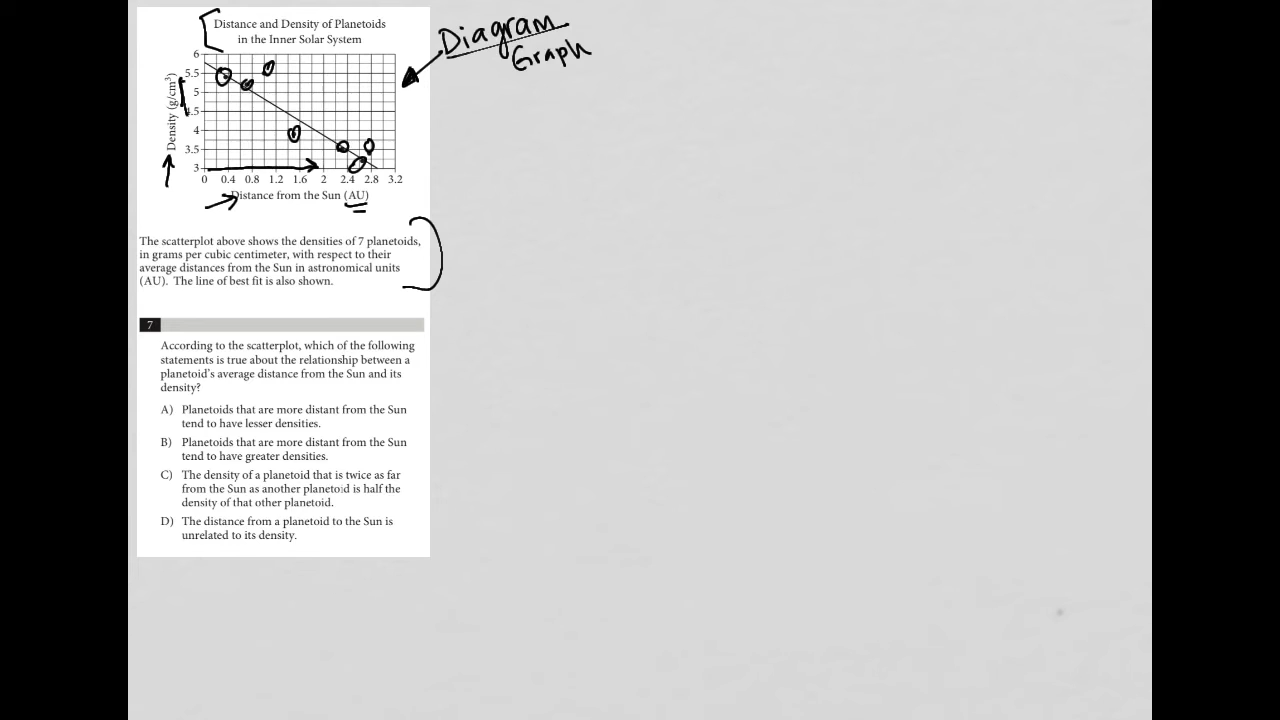 Distance and Density of Planetoids
in the Inner Solar System
Diagram
Graph
6
5.5
5
4.5
4
3.5
3
Density (g/cm³)
0 0.4 0.8 1.2 1.6 2 2.4 2.8 3.2
Distance from the Sun (AU)
The scatterplot above shows the densities of 7 planetoids,
in grams per cubic centimeter, with respect to their
average distances from the Sun in astronomical units
(AU). The line of best fit is also shown.
7
According to the scatterplot, which of the following
statements is true about the relationship between a
planetoid's average distance from the Sun and its
density?
A) Planetoids that are more distant from the Sun
tend to have lesser densities.
B) Planetoids that are more distant from the Sun
tend to have greater densities.
C) The density of a planetoid that is twice as far
from the Sun as another planetoid is half the
density of that other planetoid.
D) The distance from a planetoid to the Sun is
unrelated to its density.